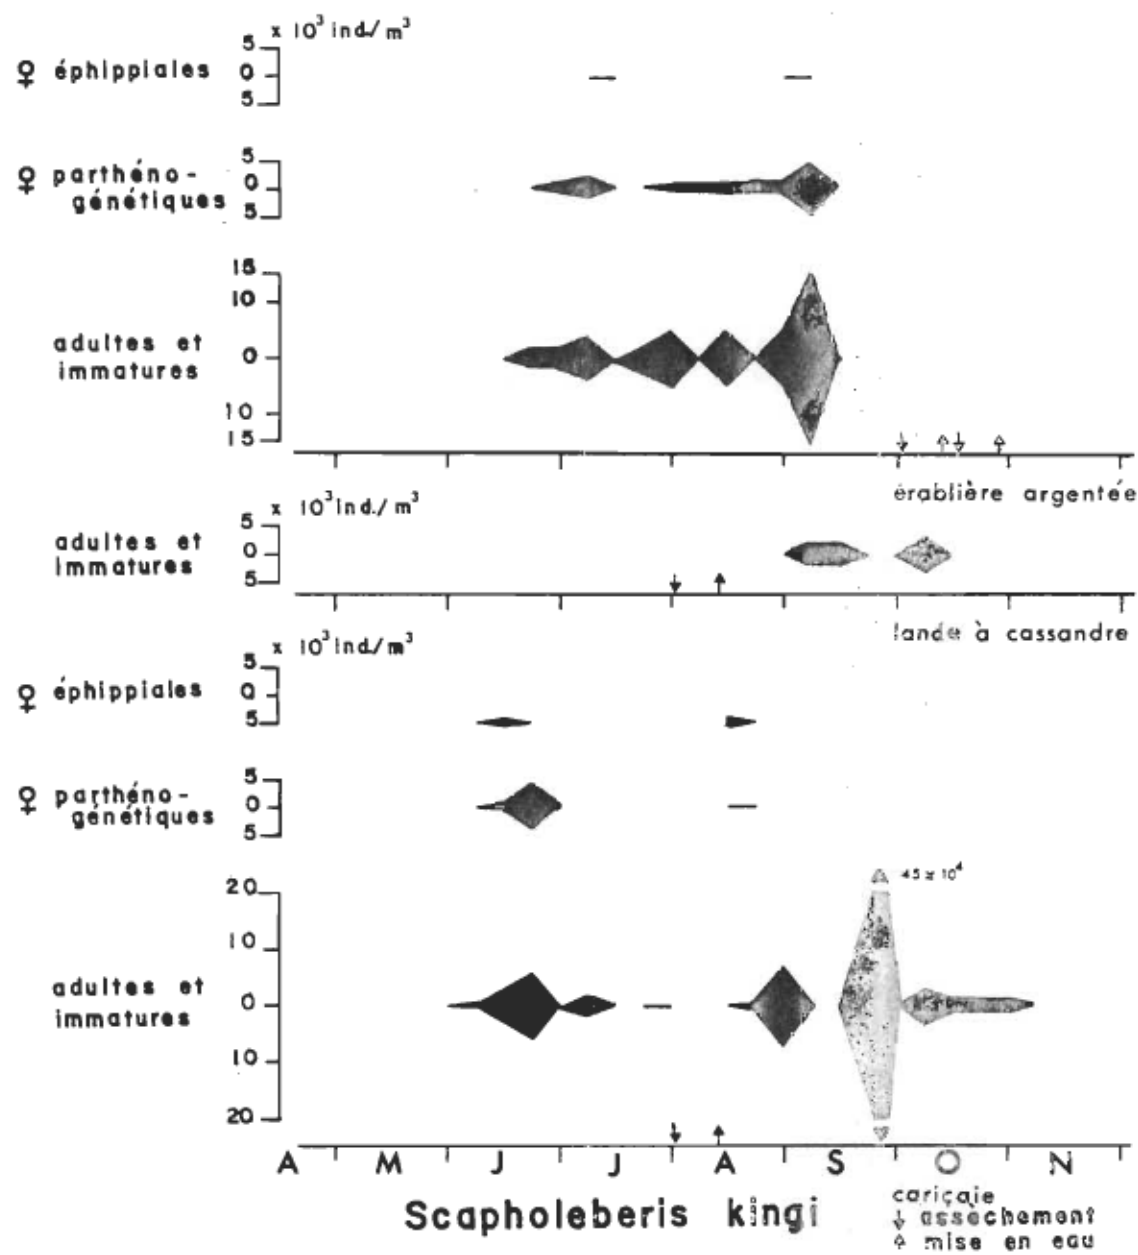 x 10³ ind./m³
5
♀ éphippiales 0
5
5
♀ parthéno- 0
génétiques 5
15
10
adultes et 0
immatures
10
15
érablière argentée
x 10³ ind./m³
adultes et 5
0
immatures 5
lande à cassandre
x 10³ ind./m³
5
♀ éphippiales 0
5
5
♀ parthéno- 0
génétiques 5
45 x 10⁴
20
10
adultes et 0
immatures
10
20
A M J J A S O N
cariçaie
Scapholeberis kingi ↓ assèchement
↑ mise en eau